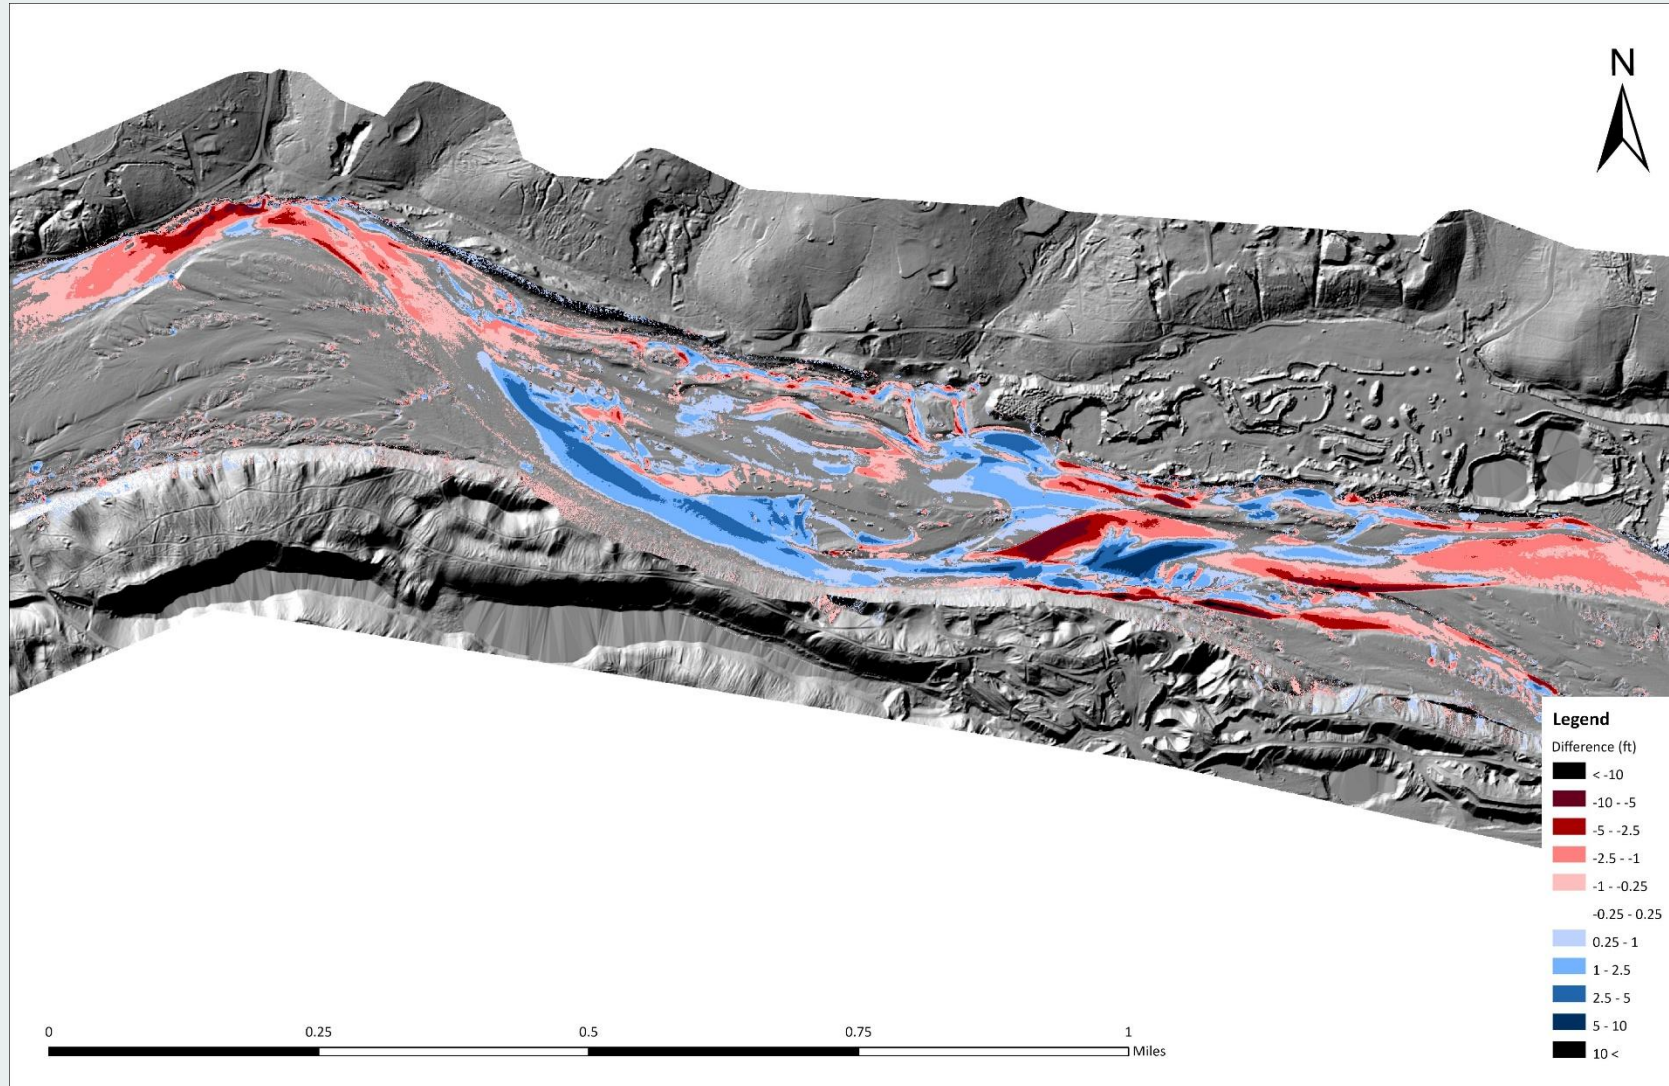 N
Legend
Difference (ft)
< -10
-10 - -5
-5 - -2.5
-2.5 - -1
-1 - -0.25
-0.25 - 0.25
0.25 - 1
1 - 2.5
2.5 - 5
5 - 10
10 <
0 0.25 0.5 0.75 1
Miles